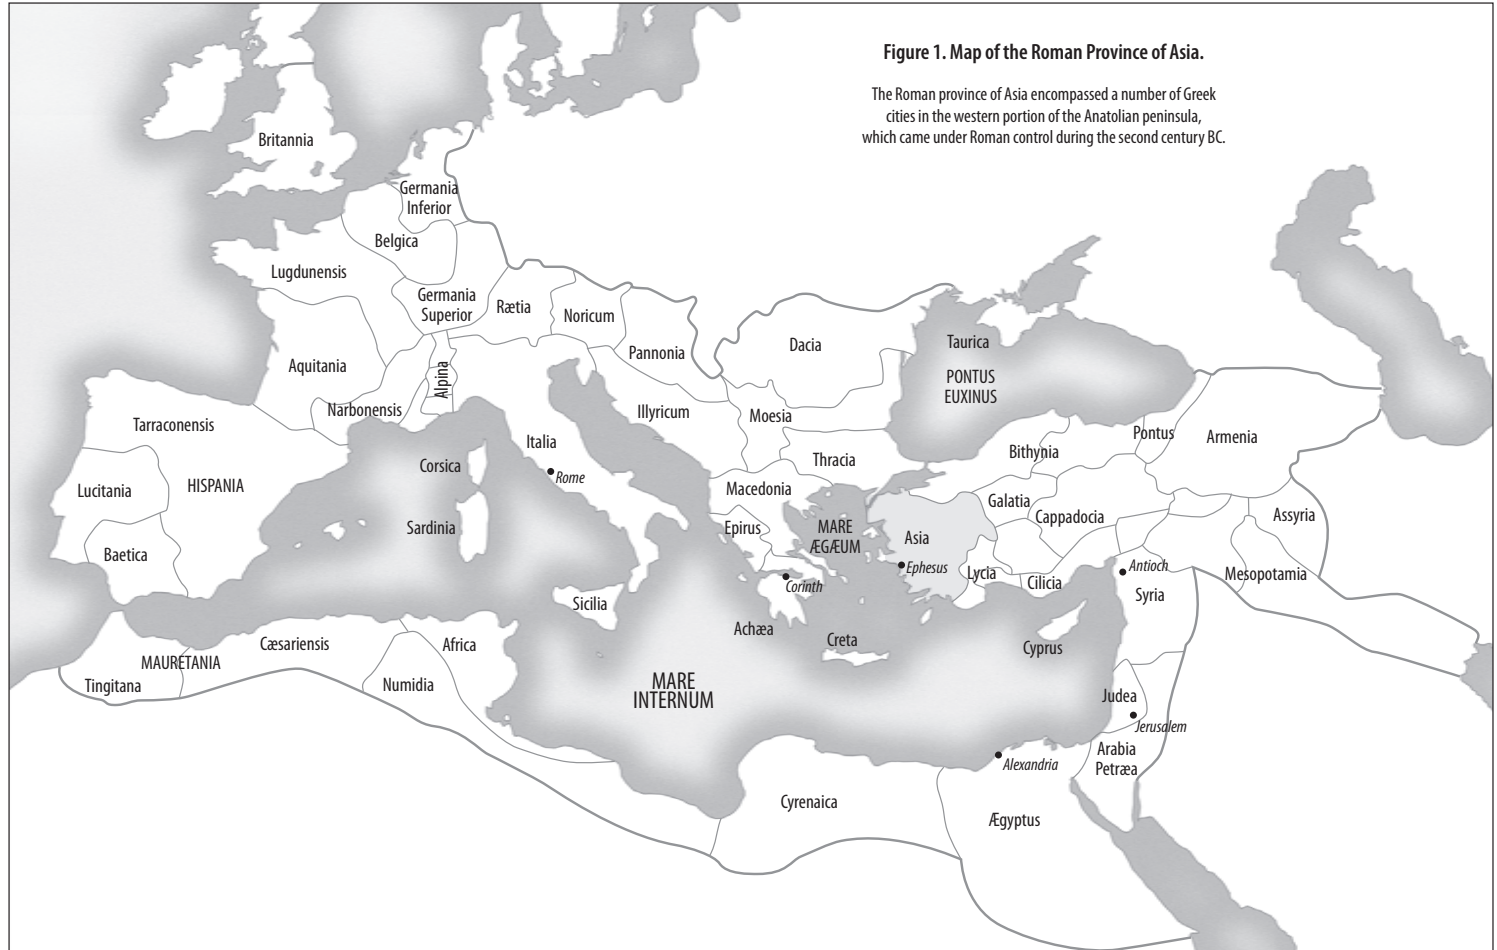 Figure 1. Map of the Roman Province of Asia.
The Roman province of Asia encompassed a number of Greek
cities in the western portion of the Anatolian peninsula,
which came under Roman control during the second century BC.
Britannia
Germania
Inferior
Belgica
Lugdunensis
Germania
Superior
Rætia
Noricum
Pannonia
Dacia
Taurica
PONTUS
EUXINUS
Aquitania
Alpina
Narbonensis
Illyricum
Moesia
Tarraconensis
Italia
Rome
Corsica
Thracia
Bithynia
Pontus
Armenia
Lucitania
HISPANIA
Macedonia
Galatia
Cappadocia
Assyria
Sardinia
Epirus
MARE
ÆGÆUM
Asia
Baetica
Ephesus
Lycia
Cilicia
Antioch
Mesopotamia
Corinth
Syria
Sicilia
Achæa
Creta
Cyprus
Cæsariensis
Africa
MAURETANIA
Tingitana
Numidia
MARE
INTERNUM
Judea
Jerusalem
Arabia
Petræa
Alexandria
Cyrenaica
Ægyptus